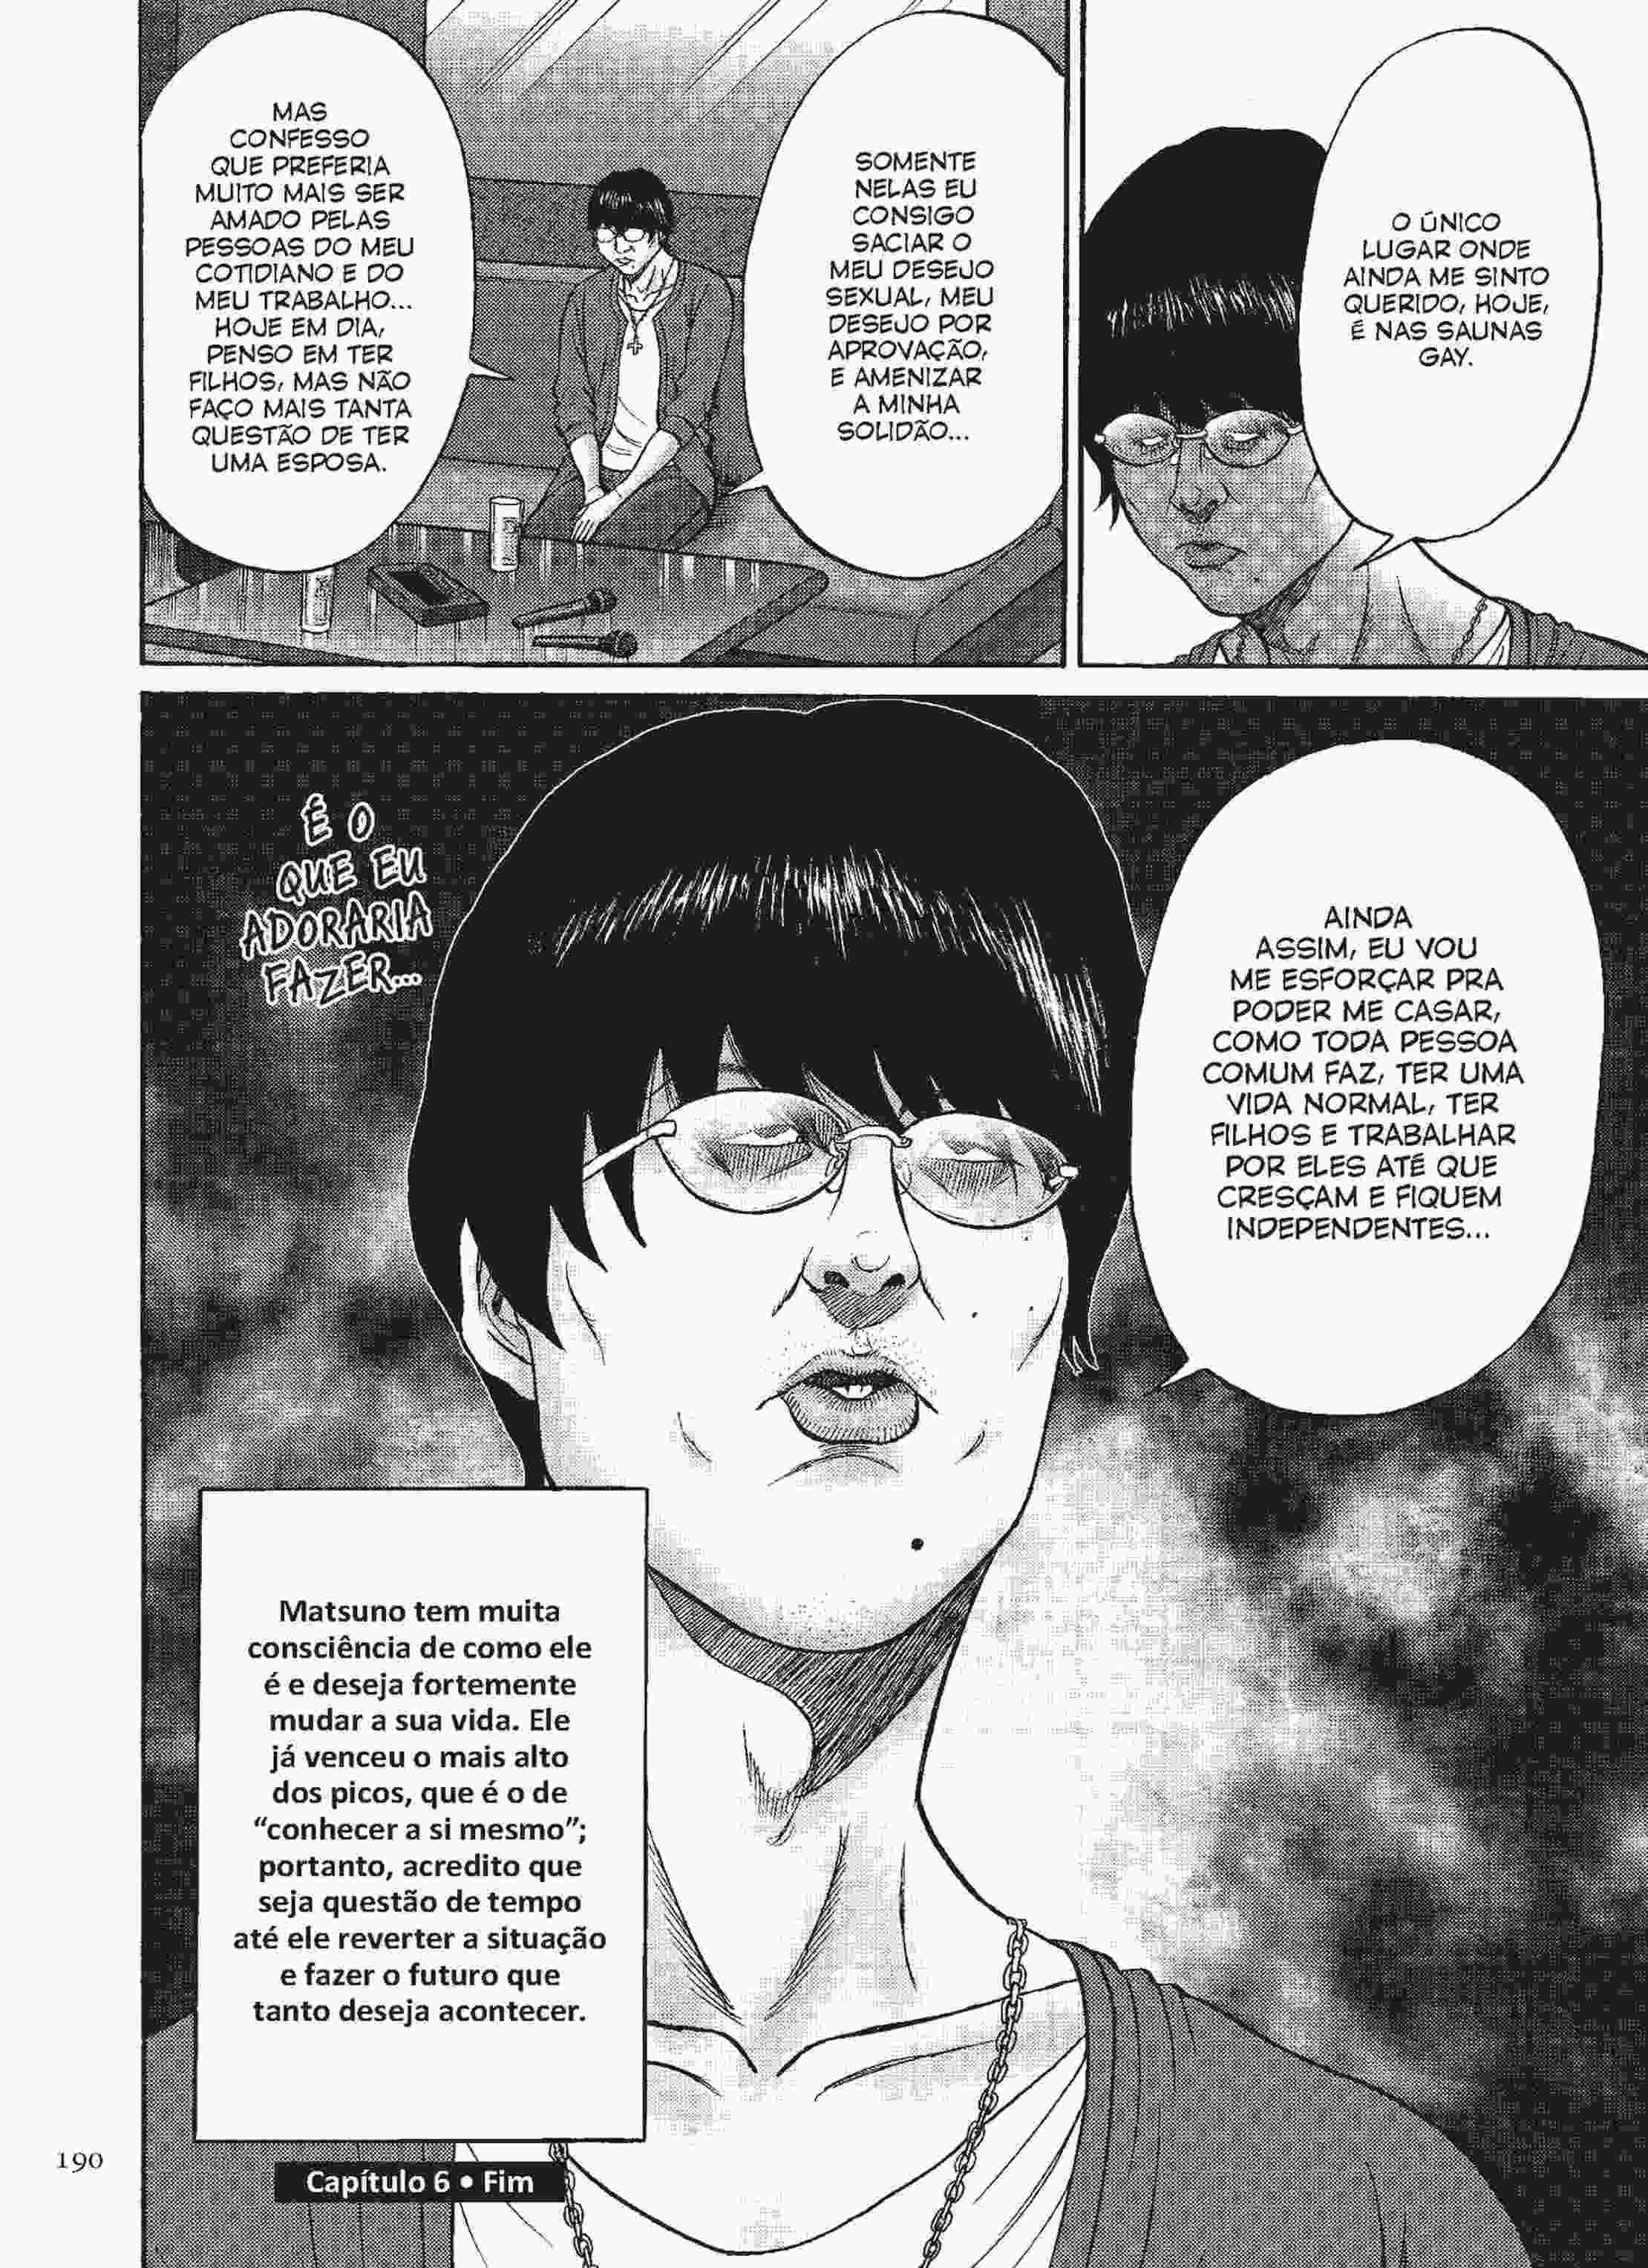 O ÚNICO
LUGAR ONDE
AINDA ME SINTO
QUERIDO, HOJE,
É NAS SAUNAS
GAY.
SOMENTE
NELAS EU
CONSIGO
SACIAR O
MEU DESEJO
SEXUAL, MEU
DESEJO POR
APROVAÇÃO,
E AMENIZAR
A MINHA
SOLIDÃO...
MAS
CONFESSO
QUE PREFERIA
MUITO MAIS SER
AMADO PELAS
PESSOAS DO MEU
COTIDIANO E DO
MEU TRABALHO...
HOJE EM DIA,
PENSO EM TER
FILHOS, MAS NÃO
FAÇO MAIS TANTA
QUESTÃO DE TER
UMA ESPOSA.
AINDA
ASSIM, EU VOU
ME ESFORÇAR PRA
PODER ME CASAR,
COMO TODA PESSOA
COMUM FAZ, TER UMA
VIDA NORMAL, TER
FILHOS E TRABALHAR
POR ELES ATÉ QUE
CRESÇAM E FIQUEM
INDEPENDENTES...
É O
QUE EU
ADORARIA
FAZER...
Matsuno tem muita
consciência de como ele
é e deseja fortemente
mudar a sua vida. Ele
já venceu o mais alto
dos picos, que é o de
“conhecer a si mesmo”;
portanto, acredito que
seja questão de tempo
até ele reverter a situação
e fazer o futuro que
tanto deseja acontecer.
Capítulo 6 • Fim
190